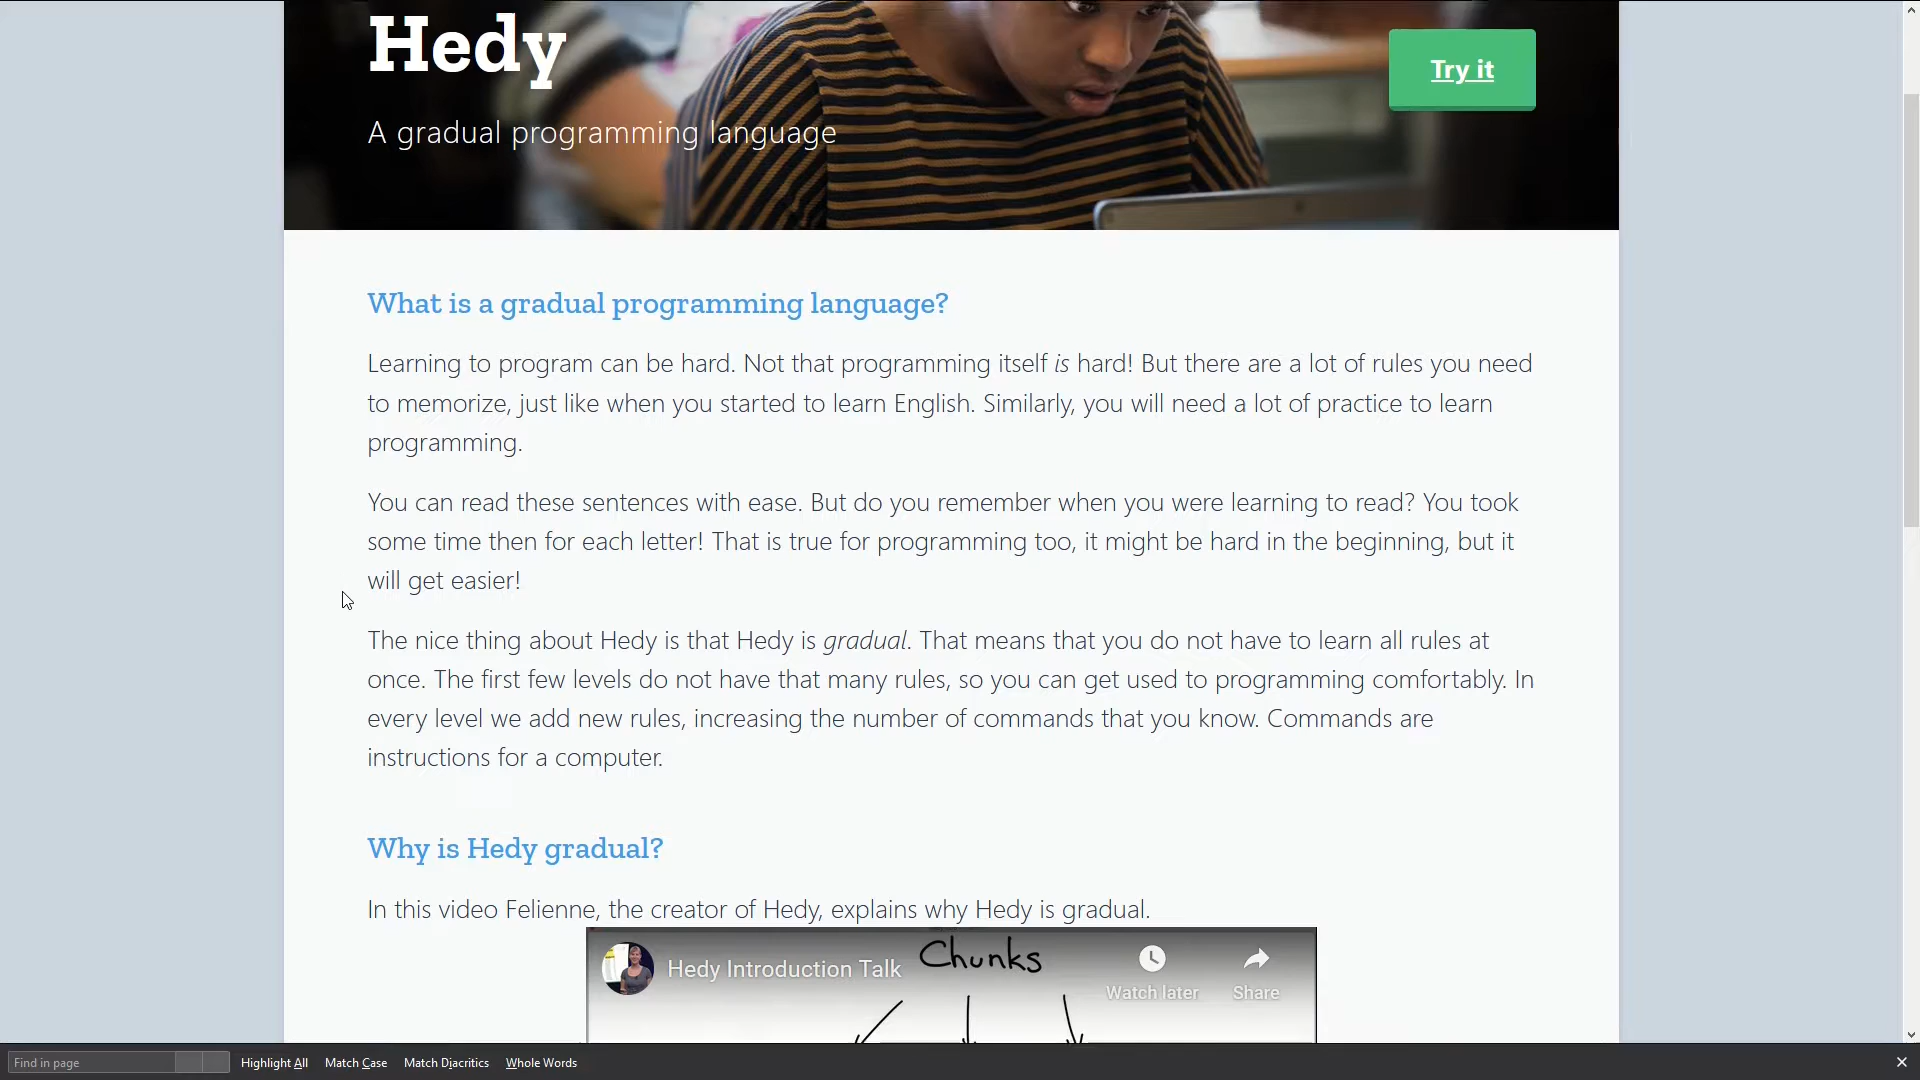 Hedy
Try it
A gradual programming language
What is a gradual programming language?
Learning to program can be hard. Not that programming itself is hard! But there are a lot of rules you need
to memorize, just like when you started to learn English. Similarly, you will need a lot of practice to learn
programming.
You can read these sentences with ease. But do you remember when you were learning to read? You took
some time then for each letter! That is true for programming too, it might be hard in the beginning, but it
will get easier!
The nice thing about Hedy is that Hedy is gradual. That means that you do not have to learn all rules at
once. The first few levels do not have that many rules, so you can get used to programming comfortably. In
every level we add new rules, increasing the number of commands that you know. Commands are
instructions for a computer.
Why is Hedy gradual?
In this video Felienne, the creator of Hedy, explains why Hedy is gradual.
Hedy Introduction Talk
Chunks
Watch later
Share
Find in page
Highlight All
Match Case
Match Diacritics
Whole Words